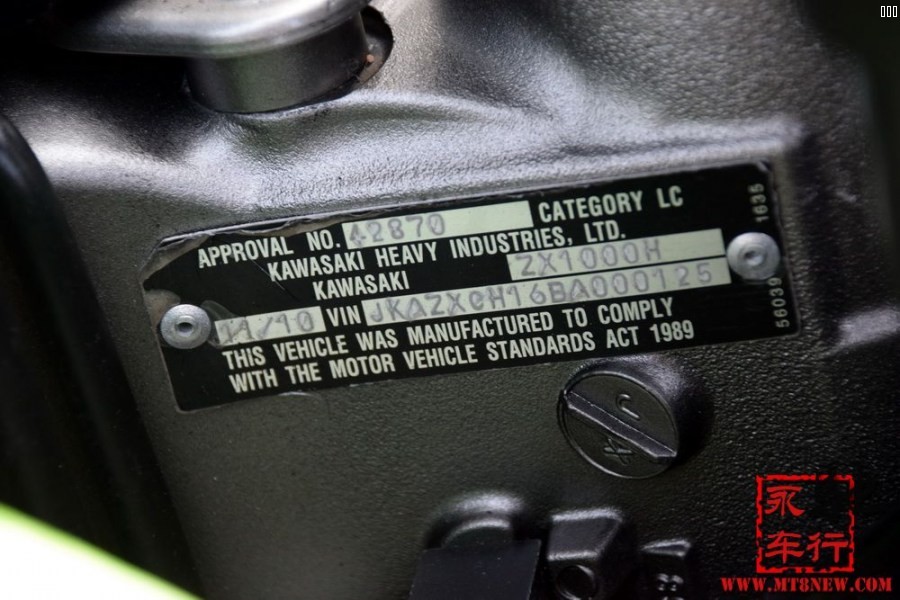 APPROVAL NO. 42870 CATEGORY LC
KAWASAKI HEAVY INDUSTRIES, LTD.
KAWASAKI ZX1000H
11/10 VIN JKAZXCH16BA000125
THIS VEHICLE WAS MANUFACTURED TO COMPLY
WITH THE MOTOR VEHICLE STANDARDS ACT 1989
56039 1635
永
车行
WWW.MT8NEW.COM